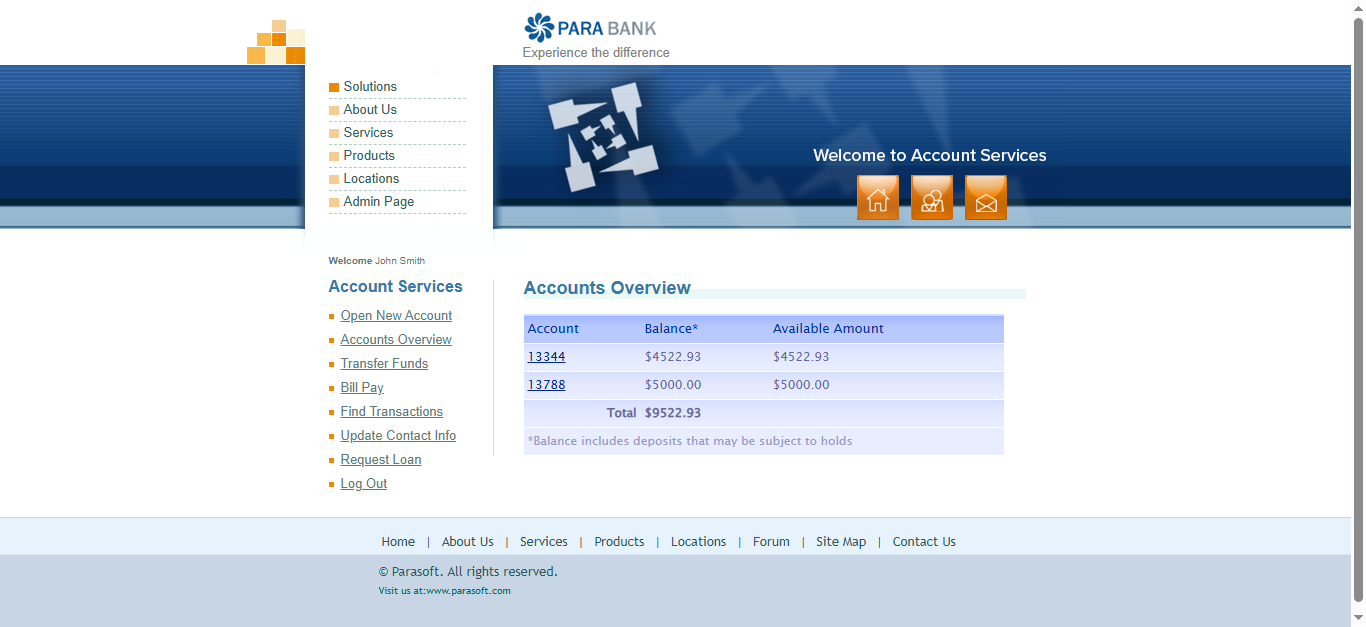 PARA BANK
Experience the difference
Solutions
About Us
Services
Products
Locations
Admin Page
Welcome to Account Services
Welcome John Smith
Account Services
Open New Account
Accounts Overview
Transfer Funds
Bill Pay
Find Transactions
Update Contact Info
Request Loan
Log Out
Accounts Overview
Account Balance* Available Amount
13344 $4522.93 $4522.93
13788 $5000.00 $5000.00
Total $9522.93
*Balance includes deposits that may be subject to holds
Home | About Us | Services | Products | Locations | Forum | Site Map | Contact Us
© Parasoft. All rights reserved.
Visit us at:www.parasoft.com